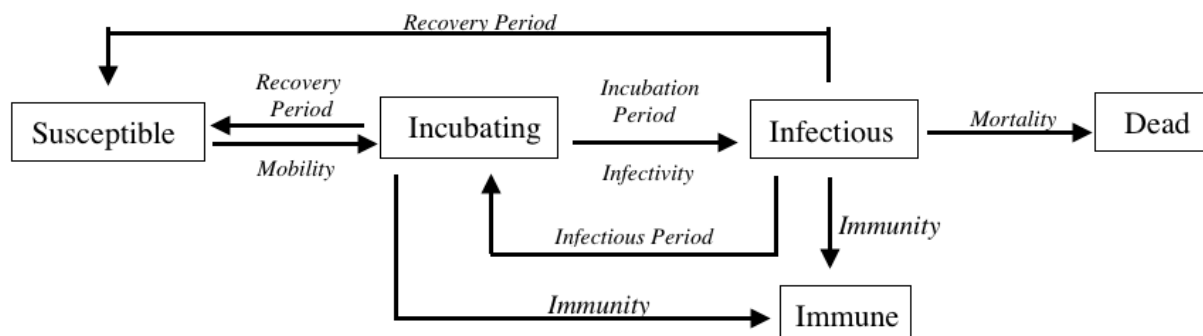 Recovery Period
Recovery
Period
Incubation
Period
Susceptible
Incubating
Infectious
Mortality
Dead
Mobility
Infectivity
Infectious Period
Immunity
Immunity
Immune